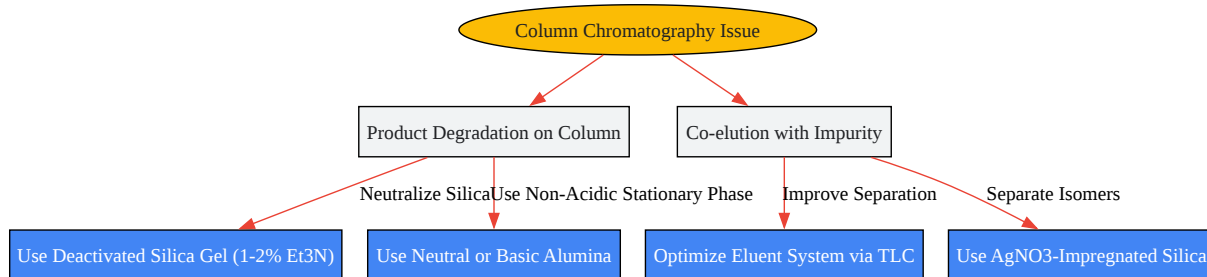 Column Chromatography Issue
Product Degradation on Column
Co-elution with Impurity
Neutralize Silica
Use Non-Acidic Stationary Phase
Improve Separation
Separate Isomers
Use Deactivated Silica Gel (1-2% Et3N)
Use Neutral or Basic Alumina
Optimize Eluent System via TLC
Use AgNO3-Impregnated Silica